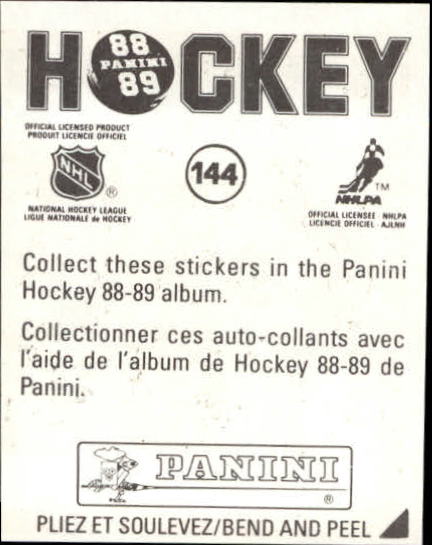 HOCKEY
88
PANINI
89
OFFICIAL LICENSED PRODUCT
PRODUIT LICENCIE OFFICIEL
NHL ®
NATIONAL HOCKEY LEAGUE
LIGUE NATIONALE de HOCKEY
144
TM
NHLPA
OFFICIAL LICENSEE · NHLPA
LICENCIE OFFICIEL · AJLNH
Collect these stickers in the Panini
Hockey 88-89 album.
Collectionner ces auto-collants avec
l'aide de l'album de Hockey 88-89 de
Panini.
PANINI
®
PLIEZ ET SOULEVEZ/BEND AND PEEL